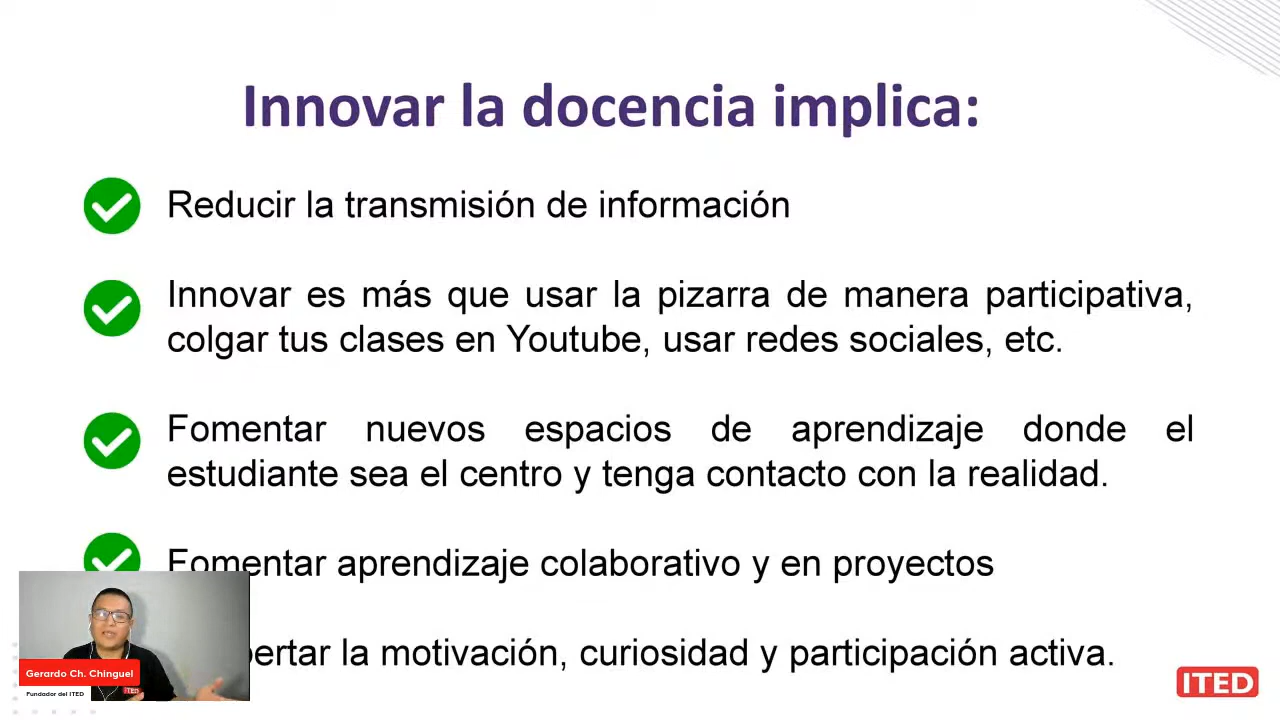 Innovar la docencia implica:
Reducir la transmisión de información
Innovar es más que usar la pizarra de manera participativa,
colgar tus clases en Youtube, usar redes sociales, etc.
Fomentar nuevos espacios de aprendizaje donde el
estudiante sea el centro y tenga contacto con la realidad.
Fomentar aprendizaje colaborativo y en proyectos
la motivación, curiosidad y participación activa.
Gerardo Ch. Chinguel
Fundador del ITED
ITED
ITED